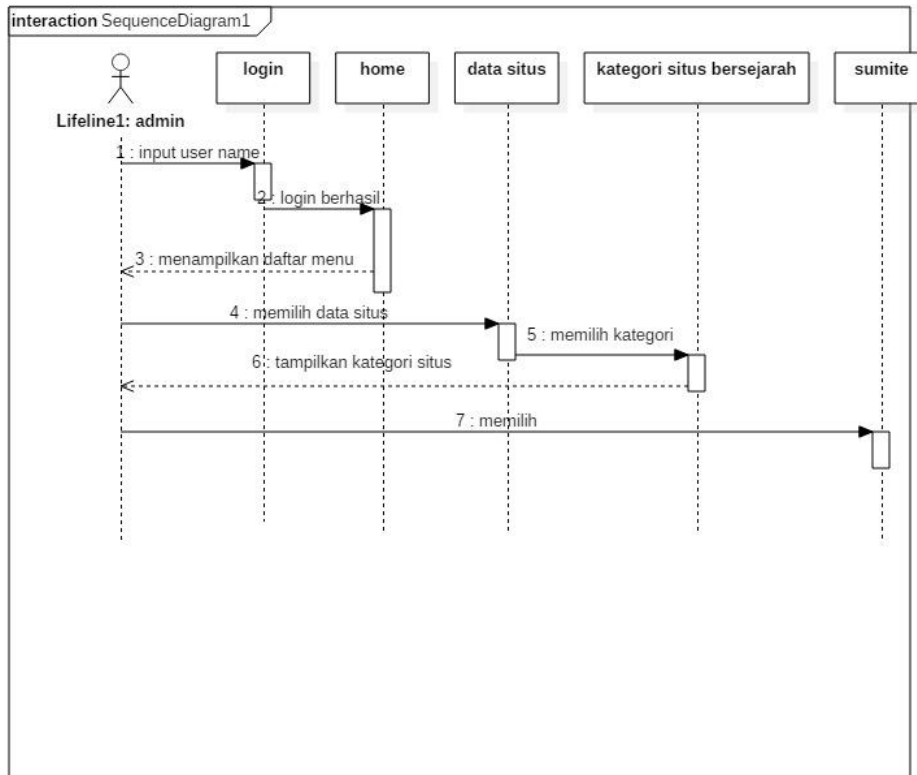 interaction SequenceDiagram1
login
home
data situs
kategori situs bersejarah
sumite
Lifeline1: admin
1 : input user name
2 : login berhasil
3 : menampilkan daftar menu
4 : memilih data situs
5 : memilih kategori
6 : tampilkan kategori situs
7 : memilih